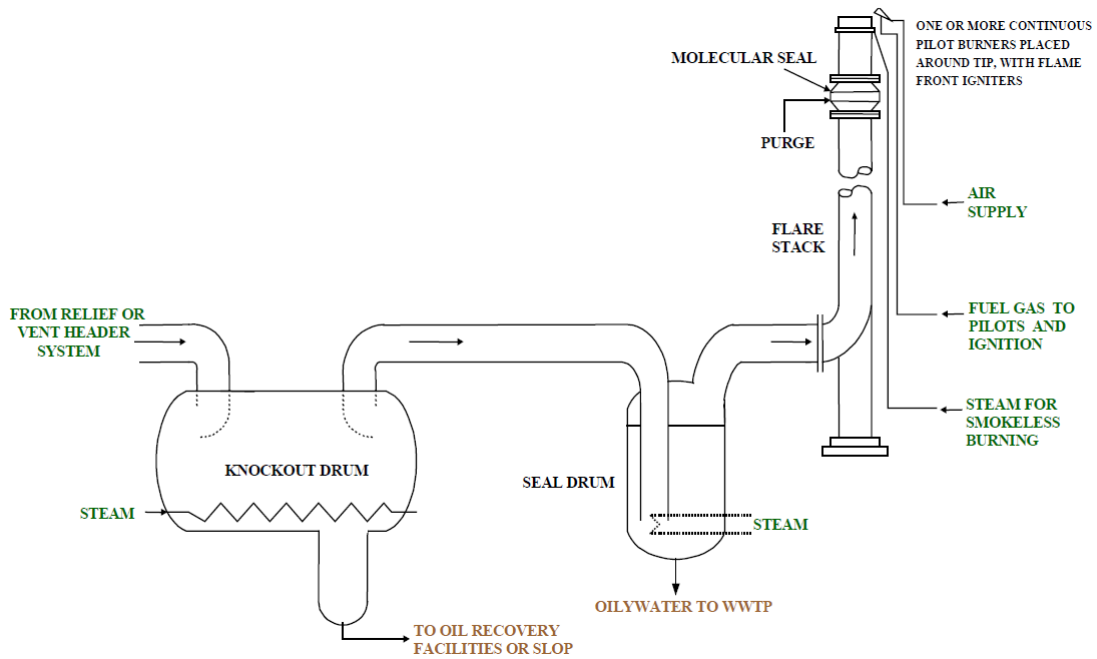 ONE OR MORE CONTINUOUS
PILOT BURNERS PLACED
AROUND TIP, WITH FLAME
FRONT IGNITERS
MOLECULAR SEAL
PURGE
AIR
SUPPLY
FLARE
STACK
FROM RELIEF OR
VENT HEADER
SYSTEM
FUEL GAS TO
PILOTS AND
IGNITION
STEAM FOR
SMOKELESS
BURNING
KNOCKOUT DRUM
SEAL DRUM
STEAM
STEAM
OILYWATER TO WWTP
TO OIL RECOVERY
FACILITIES OR SLOP